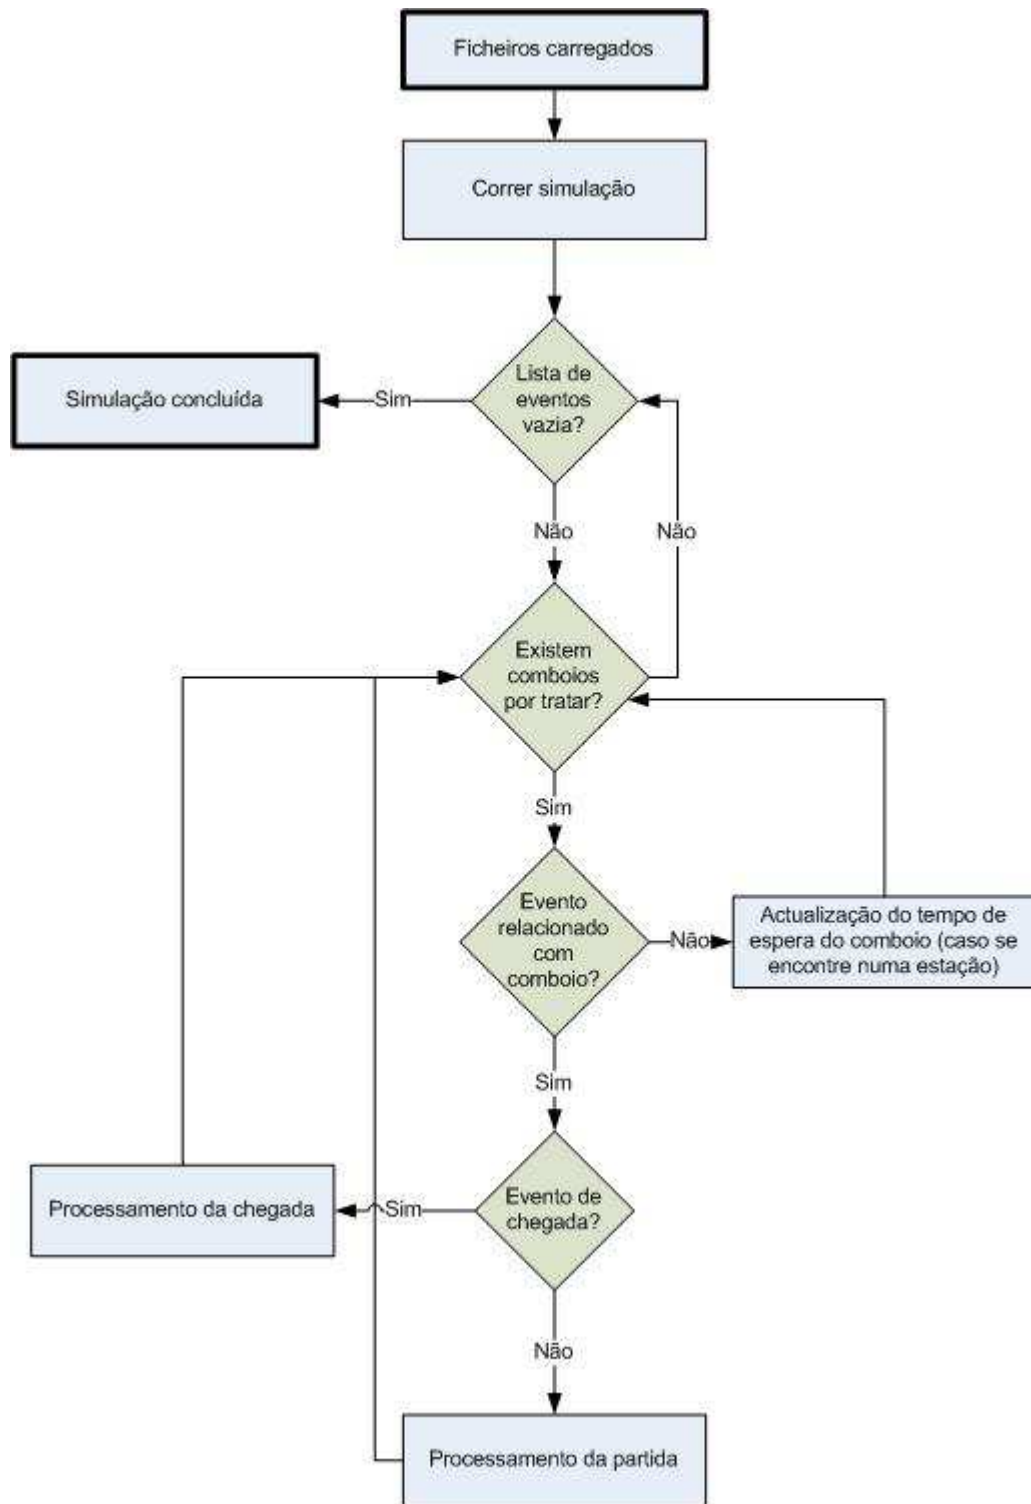 Ficheiros carregados
Correr simulação
Lista de
eventos
vazia?
Sim
Simulação concluída
Não
Não
Existem
comboios
por tratar?
Sim
Evento
relacionado
com
comboio?
Não
Actualização do tempo de
espera do comboio (caso se
encontre numa estação)
Sim
Evento de
chegada?
Sim
Processamento da chegada
Não
Processamento da partida